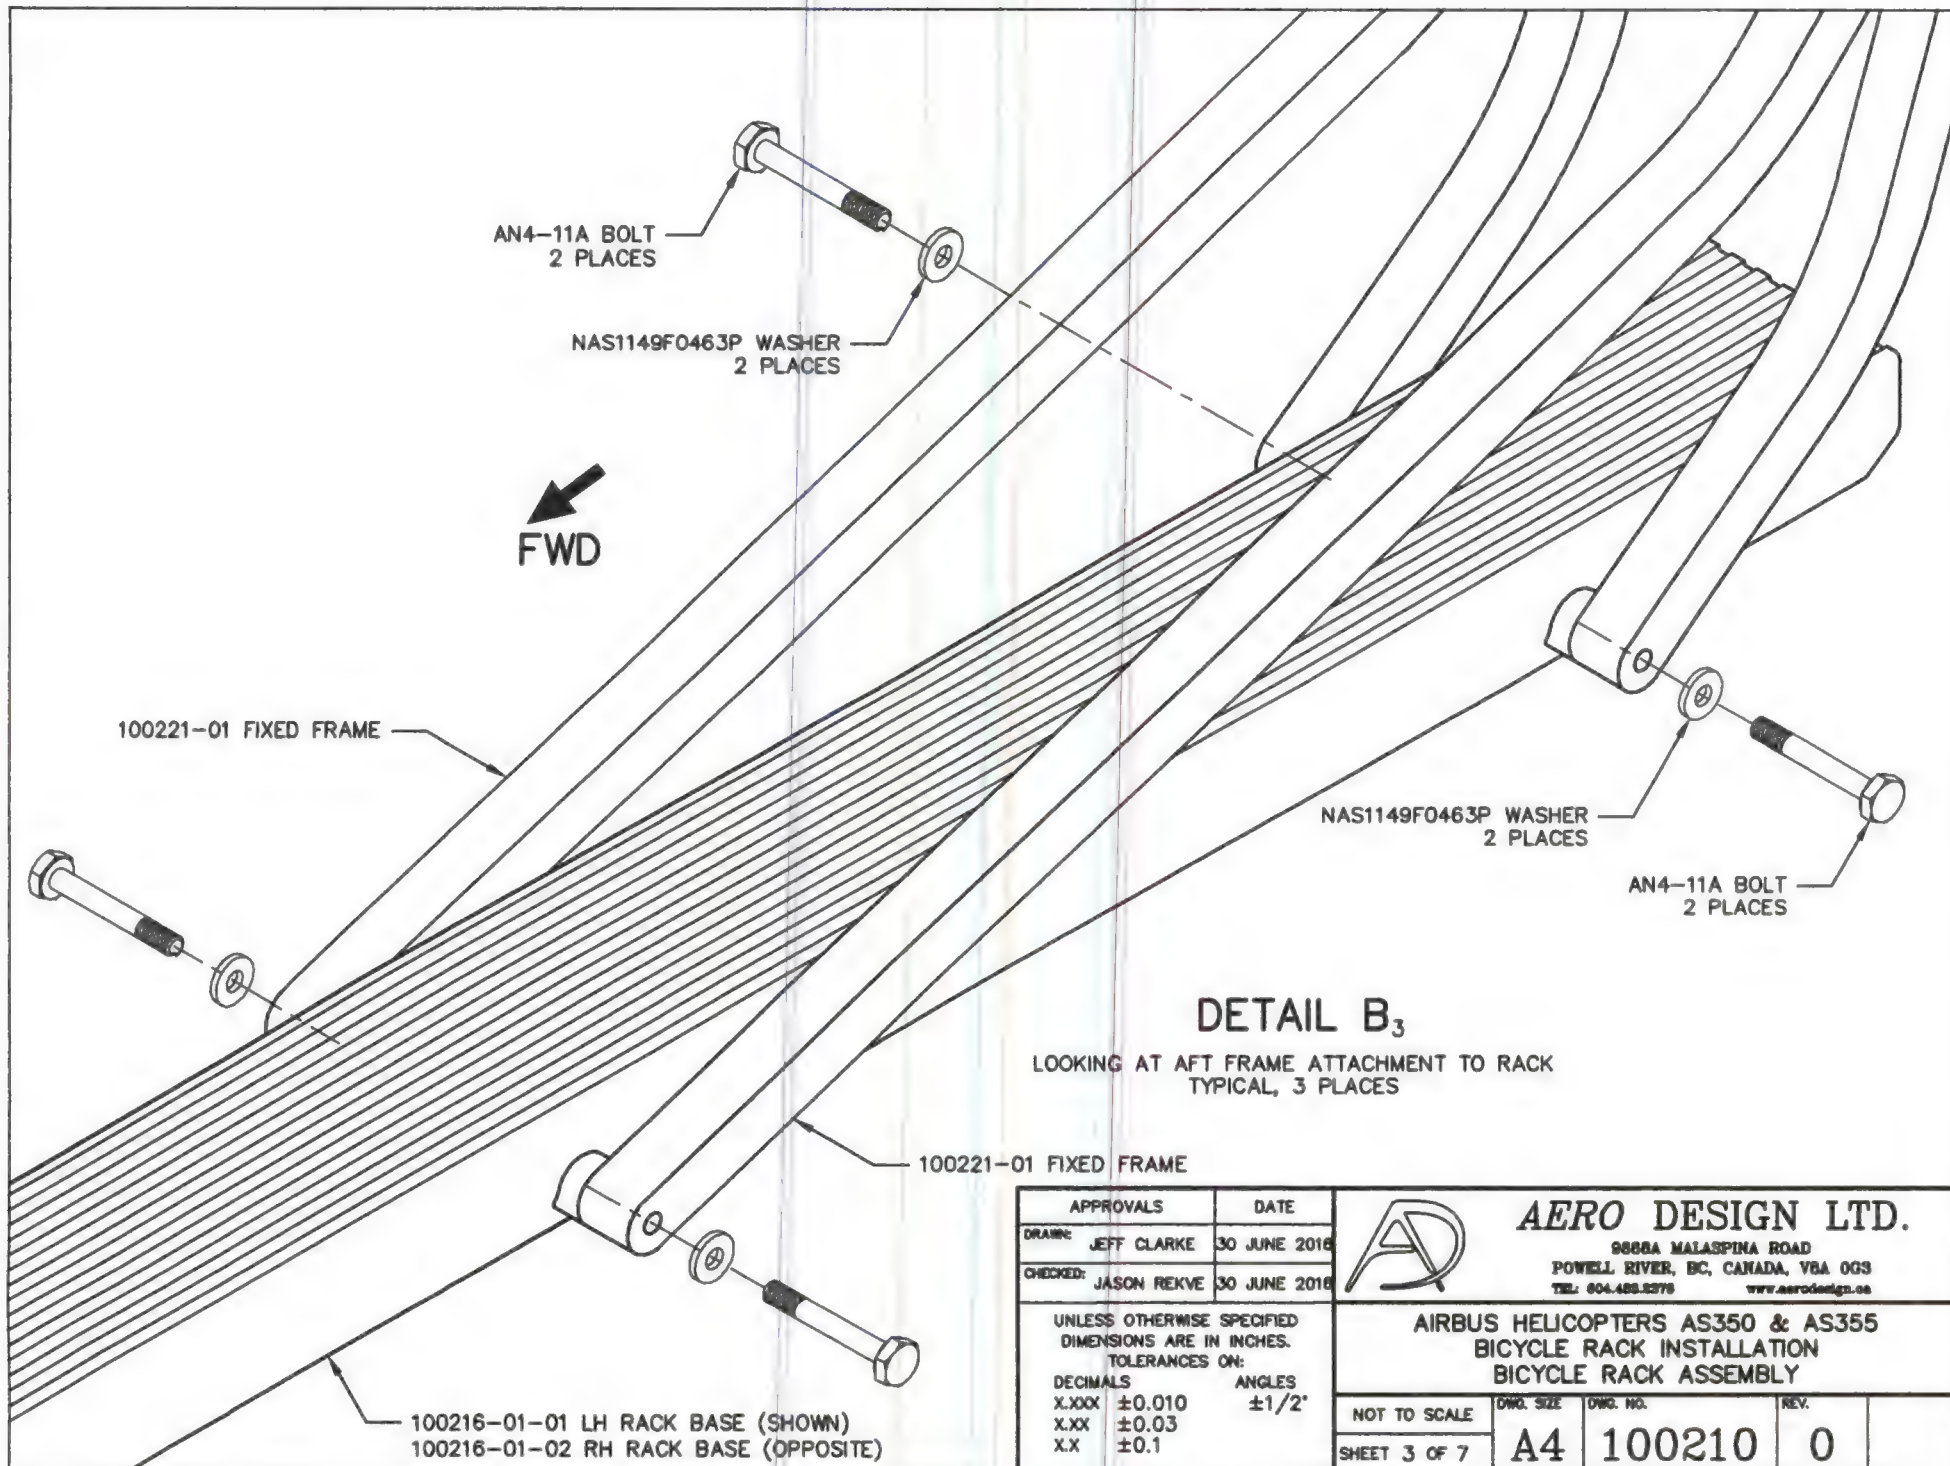 AN4-11A BOLT
2 PLACES
NAS1149F0463P WASHER
2 PLACES
FWD
100221-01 FIXED FRAME
NAS1149F0463P WASHER
2 PLACES
AN4-11A BOLT
2 PLACES
DETAIL B3
LOOKING AT AFT FRAME ATTACHMENT TO RACK
TYPICAL, 3 PLACES
100221-01 FIXED FRAME
100216-01-01 LH RACK BASE (SHOWN)
100216-01-02 RH RACK BASE (OPPOSITE)
APPROVALS DATE
DRAWN: JEFF CLARKE 30 JUNE 2016
CHECKED: JASON REKVE 30 JUNE 2016
UNLESS OTHERWISE SPECIFIED
DIMENSIONS ARE IN INCHES.
TOLERANCES ON:
DECIMALS ANGLES
X.XXX ±0.010 ±1/2°
X.XX ±0.03
X.X ±0.1
AERO DESIGN LTD.
9888A MALASPINA ROAD
POWELL RIVER, BC, CANADA, V8A 0G3
TEL: www.aerodesign.ca
AIRBUS HELICOPTERS AS350 & AS355
BICYCLE RACK INSTALLATION
BICYCLE RACK ASSEMBLY
NOT TO SCALE
SHEET 3 OF 7
DWG. SIZE
A4
DWG. NO.
100210
REV.
0